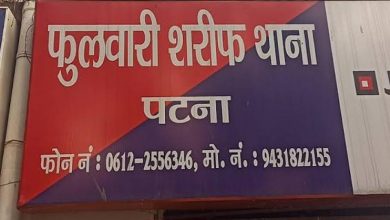 फुलवारी शरीफ थाना
पटना
फोन नं : 0612-2556346, मो. नं. : 9431822155